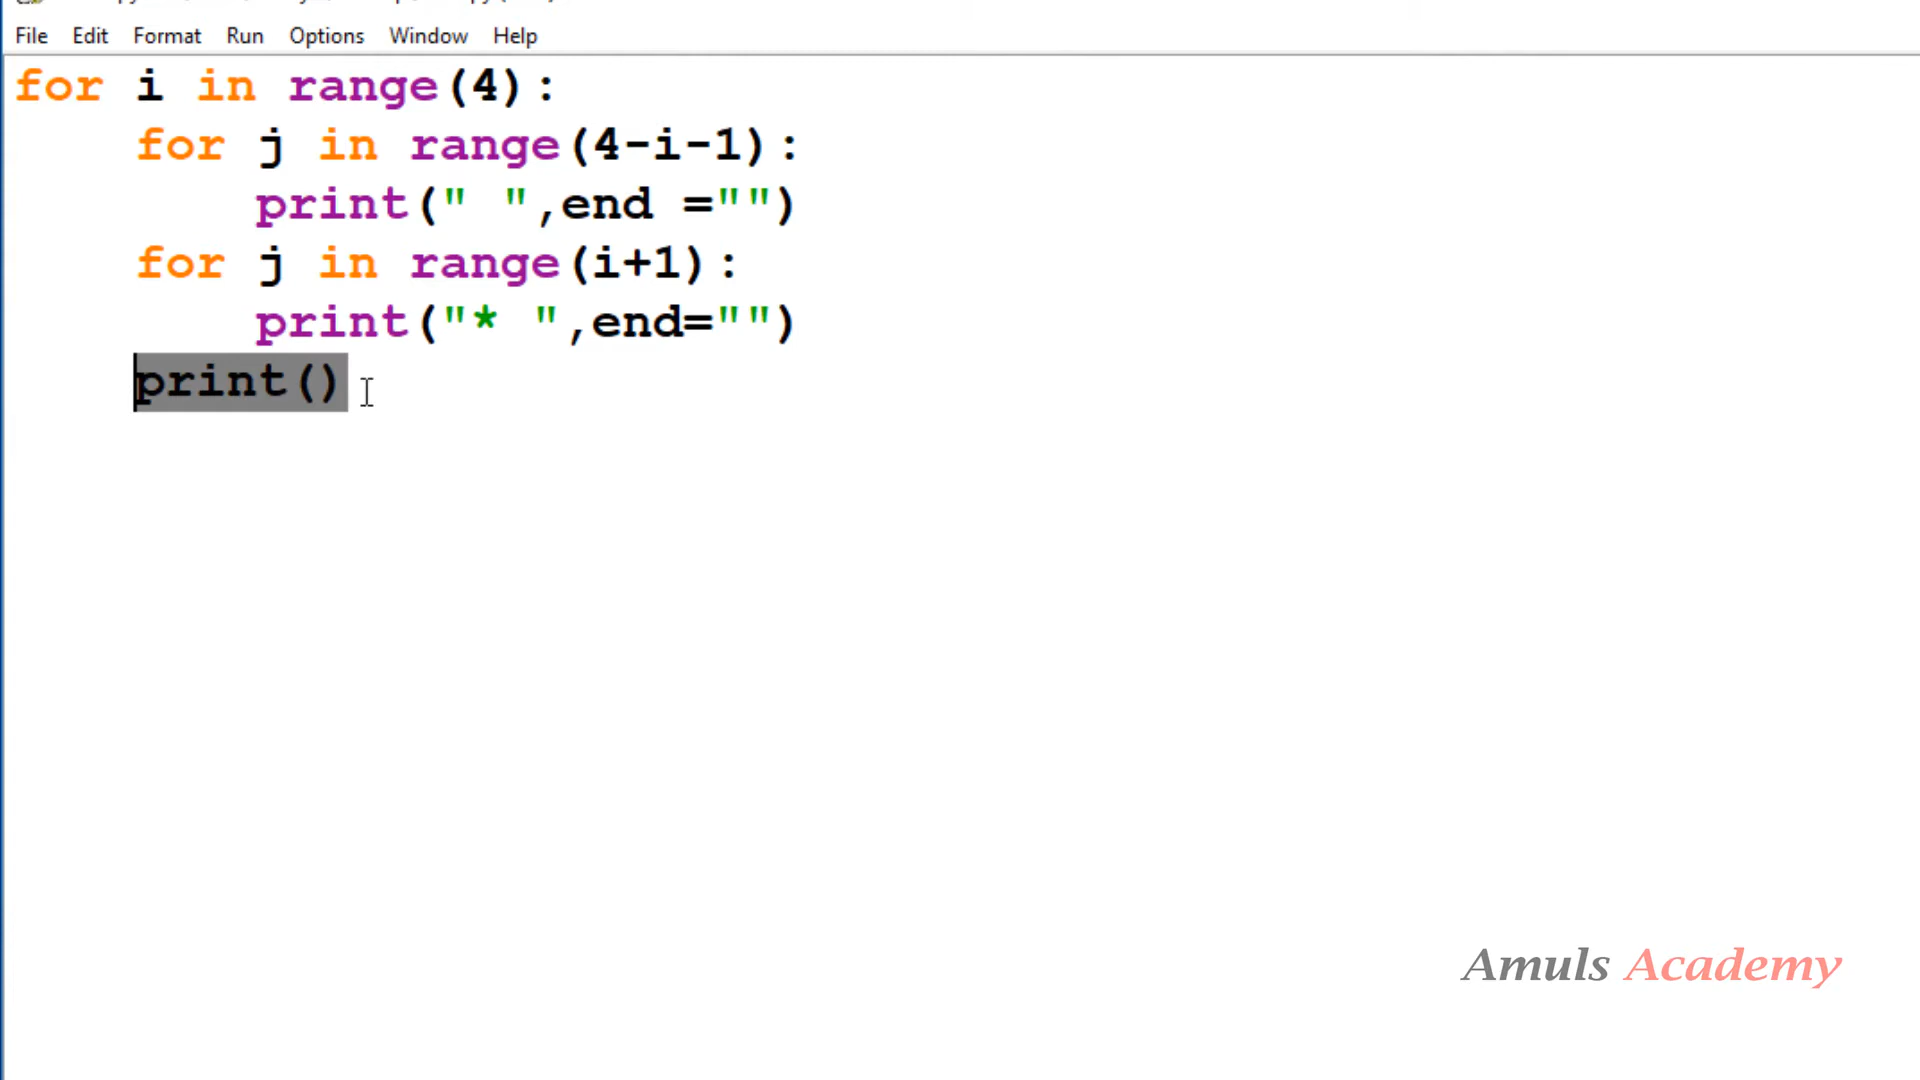 File Edit Format Run Options Window Help
for i in range(4):
    for j in range(4-i-1):
        print(" ",end ="")
    for j in range(i+1):
        print("* ",end="")
    print()
Amuls Academy